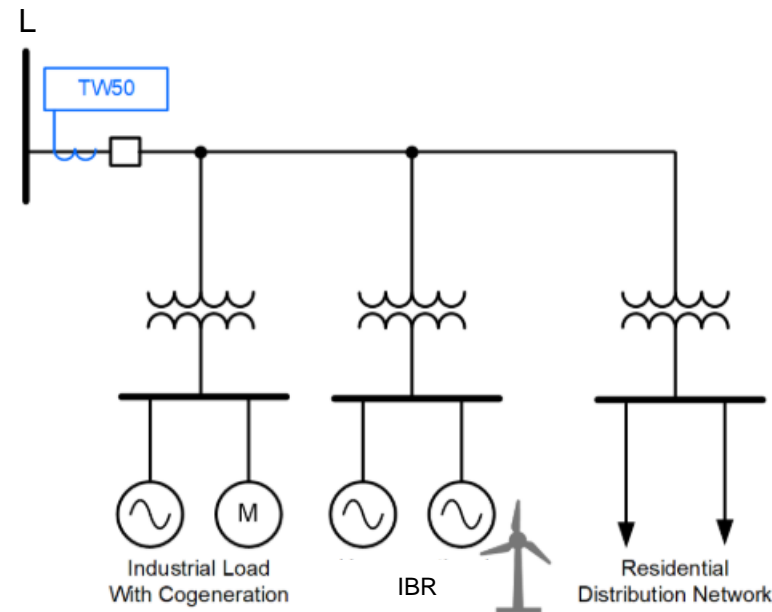 L
TW50
M
Industrial Load
With Cogeneration
IBR
Residential
Distribution Network